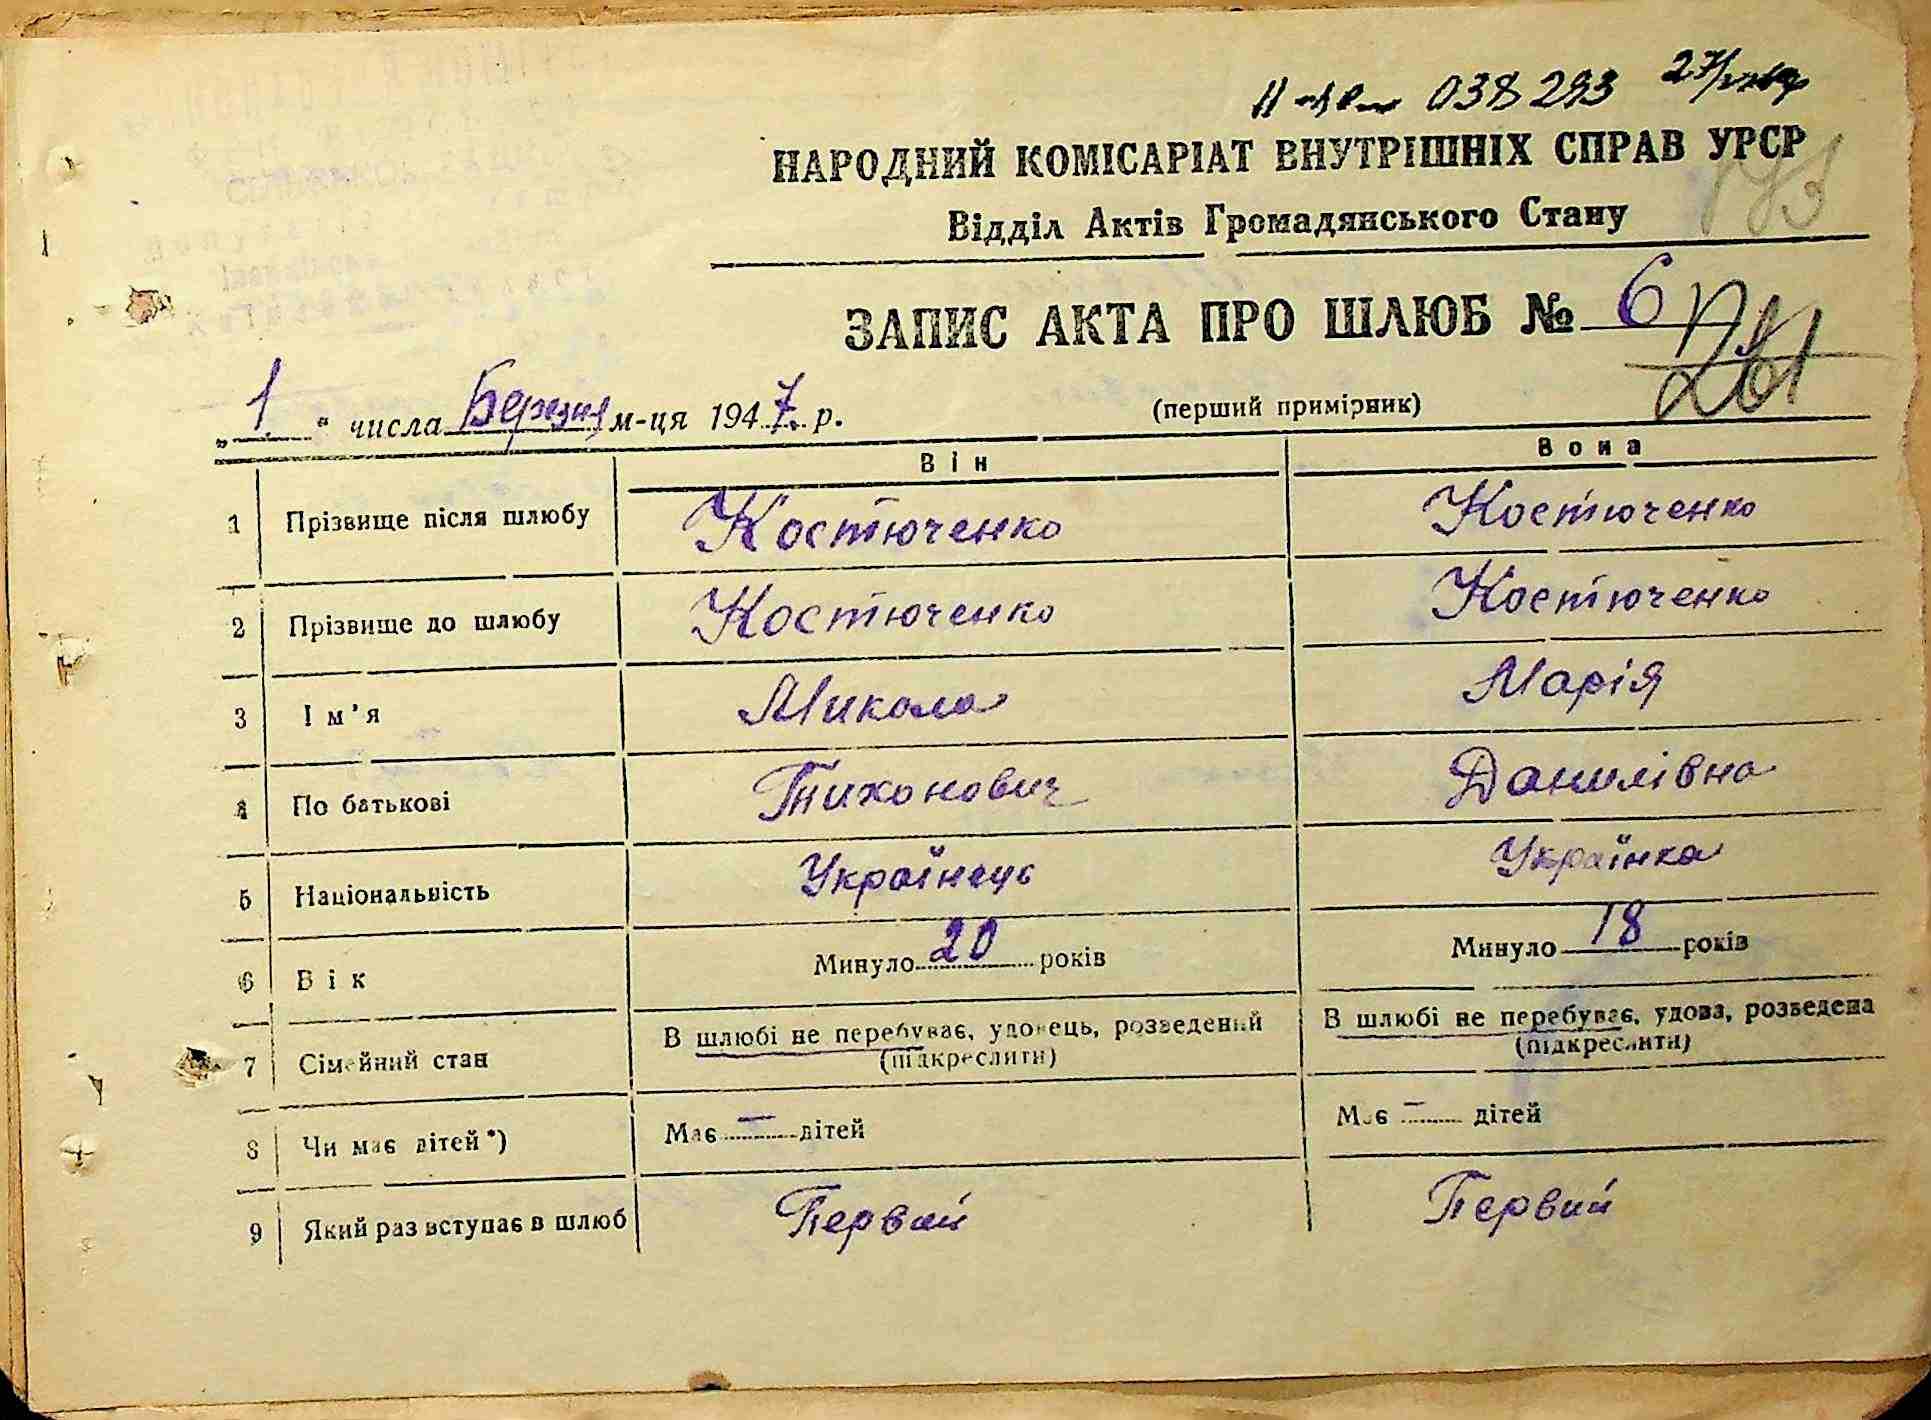 038293 27/
НАРОДНИЙ КОМІСАРІАТ ВНУТРІШНІХ СПРАВ УРСР
Відділ Актів Громадянського Стану
ЗАПИС АКТА ПРО ШЛЮБ № 6
„1" числа Березня м-ця 1947 р. (перший примірник)
Він Вона
1 Прізвище після шлюбу Костюченко Костюченко
2 Прізвище до шлюбу Костюченко Костюченко
3 Ім'я Микола Марія
4 По батькові Тихонович Данилівна
5 Національність Українець Українка
6 Вік Минуло 20 років Минуло 18 років
7 Сімейний стан В шлюбі не перебуває, удовець, розведений В шлюбі не перебуває, удова, розведена
(підкреслити) (підкреслити)
8 Чи має дітей*) Має — дітей Має — дітей
9 Який раз вступає в шлюб Первий Первий